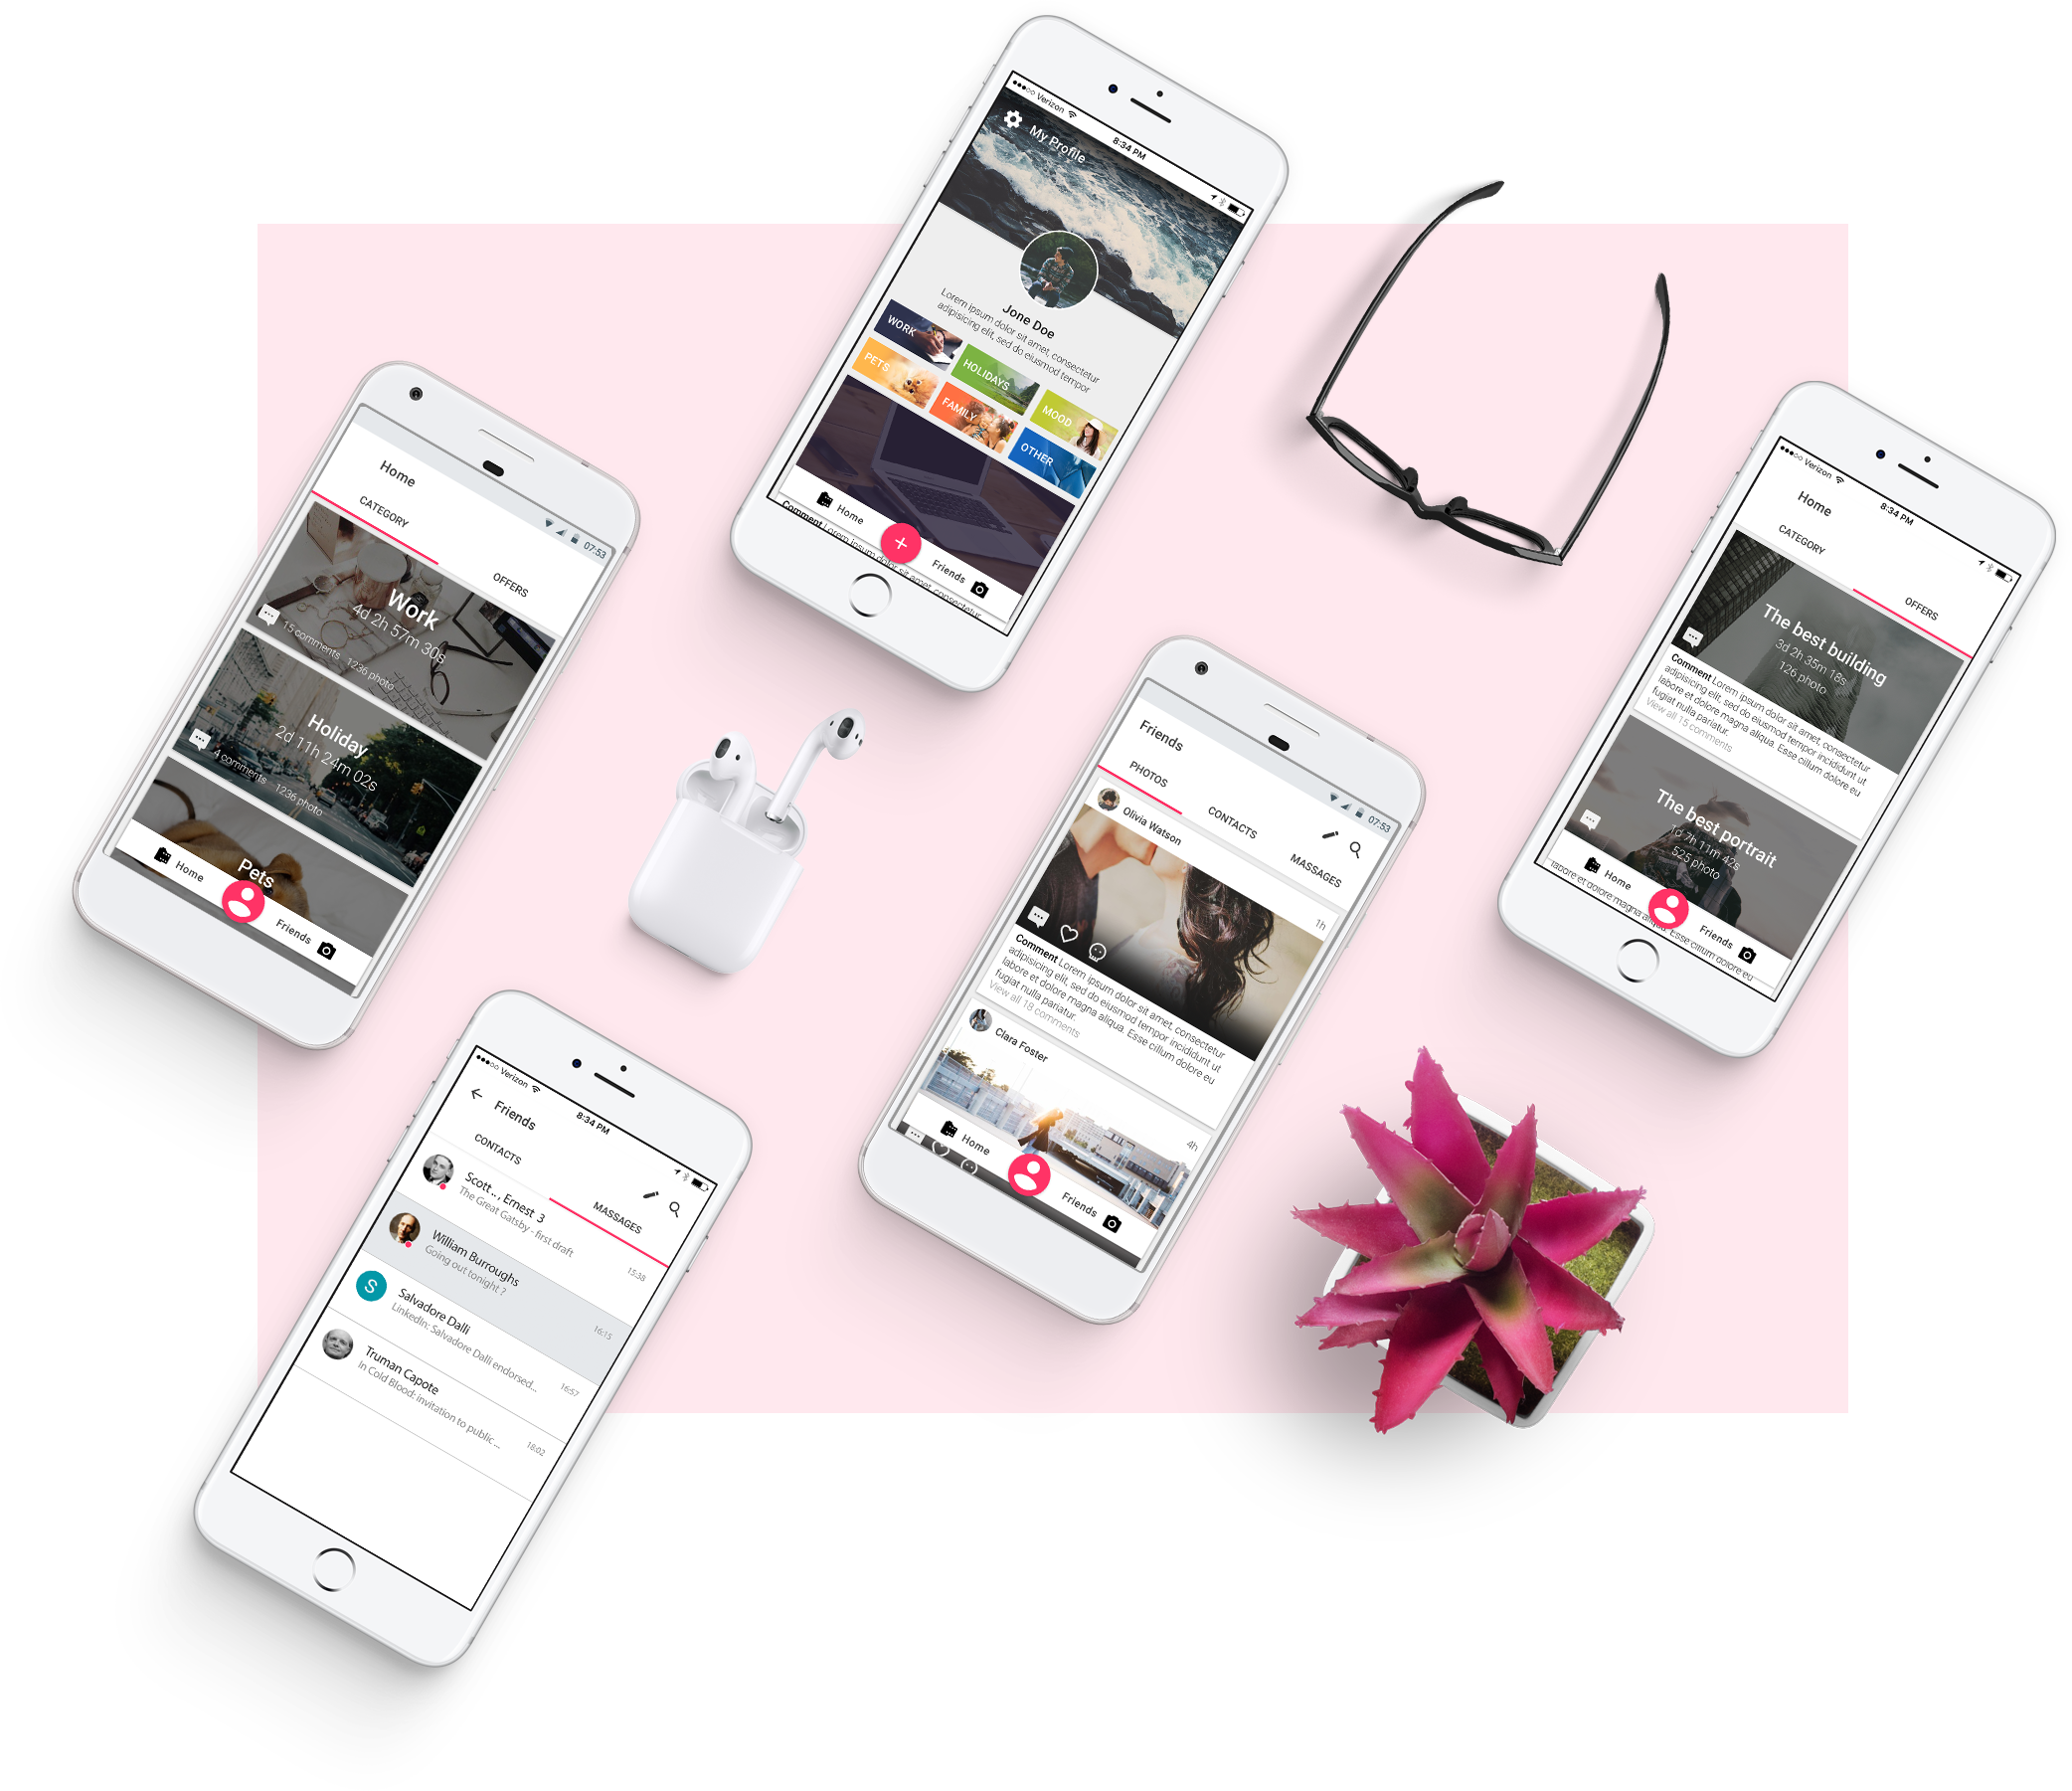 Verizon
8:34 PM
My Profile
Jone Doe
Lorem ipsum dolor sit amet, consectetur
adipisicing elit, sed do eiusmod tempor
WORK
HOLIDAYS
MOOD
PETS
FAMILY
OTHER
Home
+
Friends
Comment Lorem ipsum dolor sit amet, consectetur
07:53
Home
CATEGORY
OFFERS
Work
4d 2h 57m 30s
15 comments
1236 photo
Holiday
2d 11h 24m 02s
4 comments
1236 photo
Pets
Home
Friends
Verizon
8:34 PM
Home
CATEGORY
OFFERS
The best building
3d 2h 35m 18s
126 photo
Comment Lorem ipsum dolor sit amet, consectetur
adipisicing elit, sed do eiusmod tempor incididunt ut
labore et dolore magna aliqua. Esse cillum dolore eu
fugiat nulla pariatur.
View all 15 comments
The best portrait
1d 7h 11m 42s
525 photo
Home
Friends
labore et dolore magna aliqua. Esse cillum dolore eu
07:53
Friends
PHOTOS
CONTACTS
MASSAGES
Olivia Watson
1h
Comment Lorem ipsum dolor sit amet, consectetur
adipisicing elit, sed do eiusmod tempor incididunt ut
labore et dolore magna aliqua. Esse cillum dolore eu
fugiat nulla pariatur.
View all 18 comments
Clara Foster
4h
Home
Friends
Verizon
8:34 PM
Friends
CONTACTS
MASSAGES
Scott.. , Ernest 3
The Great Gatsby - first draft
15:38
William Burroughs
Going out tonight ?
16:15
S
Salvadore Dalli
LinkedIn: Salvadore Dalli endorsed...
16:57
Truman Capote
In Cold Blood: invitation to public...
18:02